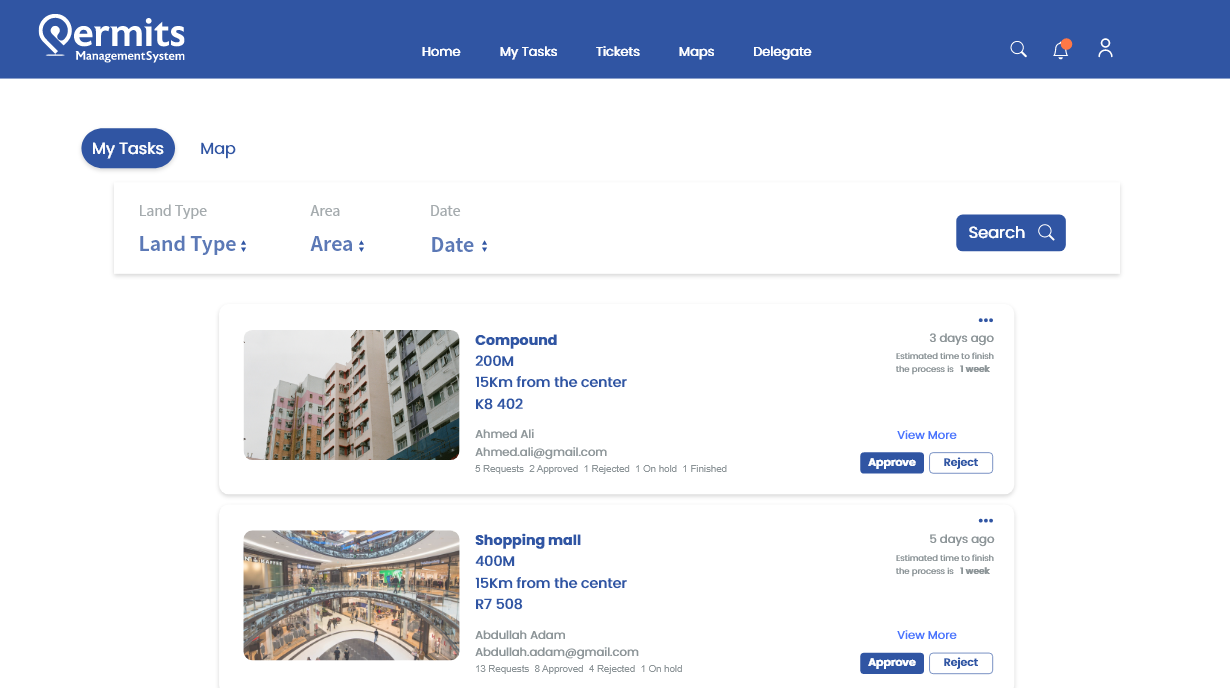 Permits
ManagementSystem
Home My Tasks Tickets Maps Delegate
My Tasks Map
Land Type Area Date
Land Type Area Date
Search
Compound
200M
15Km from the center
K8 402
Ahmed Ali
Ahmed.ali@gmail.com
5 Requests 2 Approved 1 Rejected 1 On hold 1 Finished
3 days ago
Estimated time to finish
the process is 1 week
View More
Approve Reject
Shopping mall
400M
15Km from the center
R7 508
Abdullah Adam
Abdullah.adam@gmail.com
13 Requests 8 Approved 4 Rejected 1 On hold
5 days ago
Estimated time to finish
the process is 1 week
View More
Approve Reject